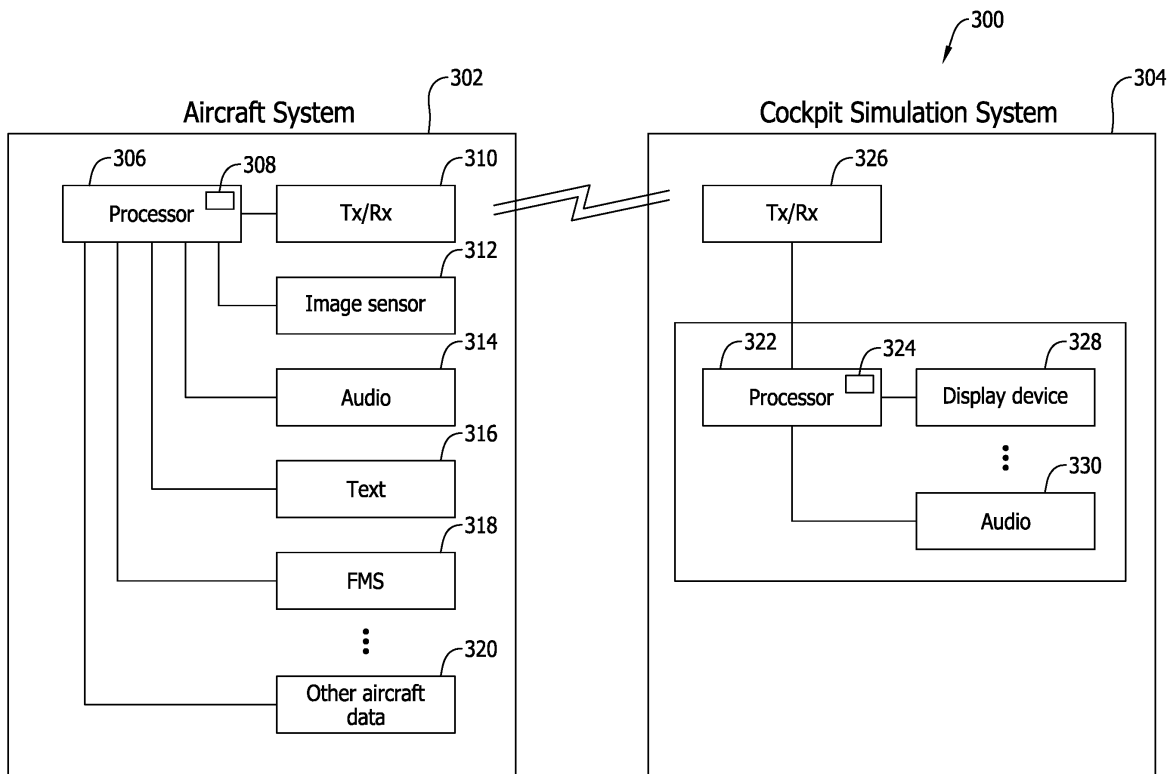 300
302
304
Aircraft System
Cockpit Simulation System
306
308
310
326
Processor
Tx/Rx
Tx/Rx
312
Image sensor
314
322
324
328
Audio
Processor
Display device
316
Text
330
Audio
318
FMS
320
Other aircraft
data